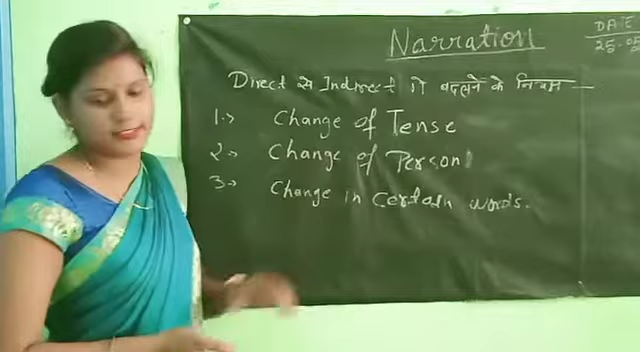 Narration
DATE
25.05
Direct से Indirect में बदलने के नियम —
1.> Change of Tense
2.> Change of Person
3.> Change in Certain words.